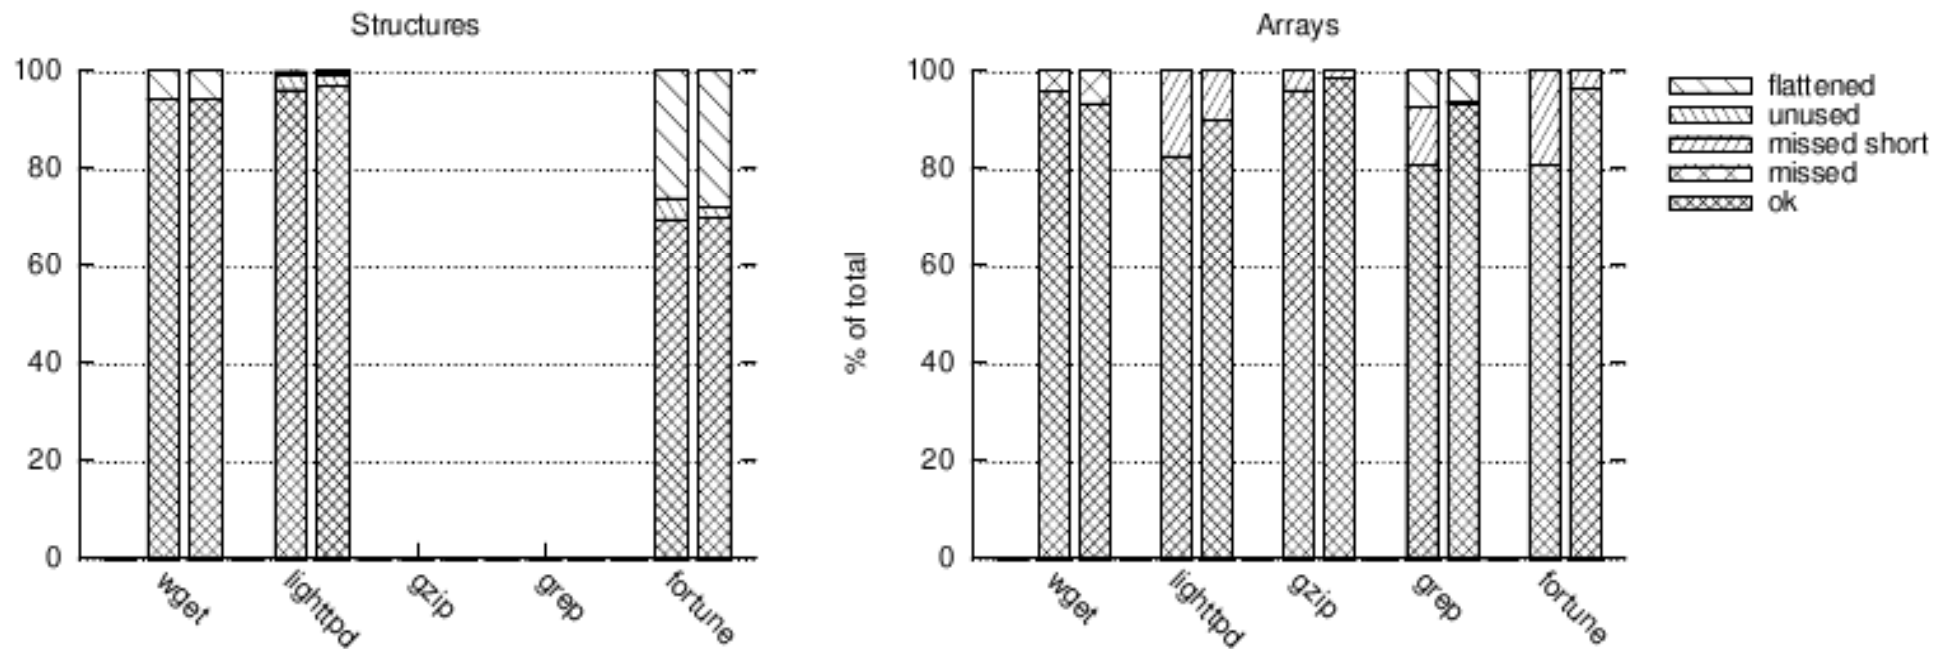 Structures
100
80
60
40
20
0
wget
lighttpd
gzip
grep
fortune
Arrays
% of total
100
80
60
40
20
0
wget
lighttpd
gzip
grep
fortune
flattened
unused
missed short
missed
ok